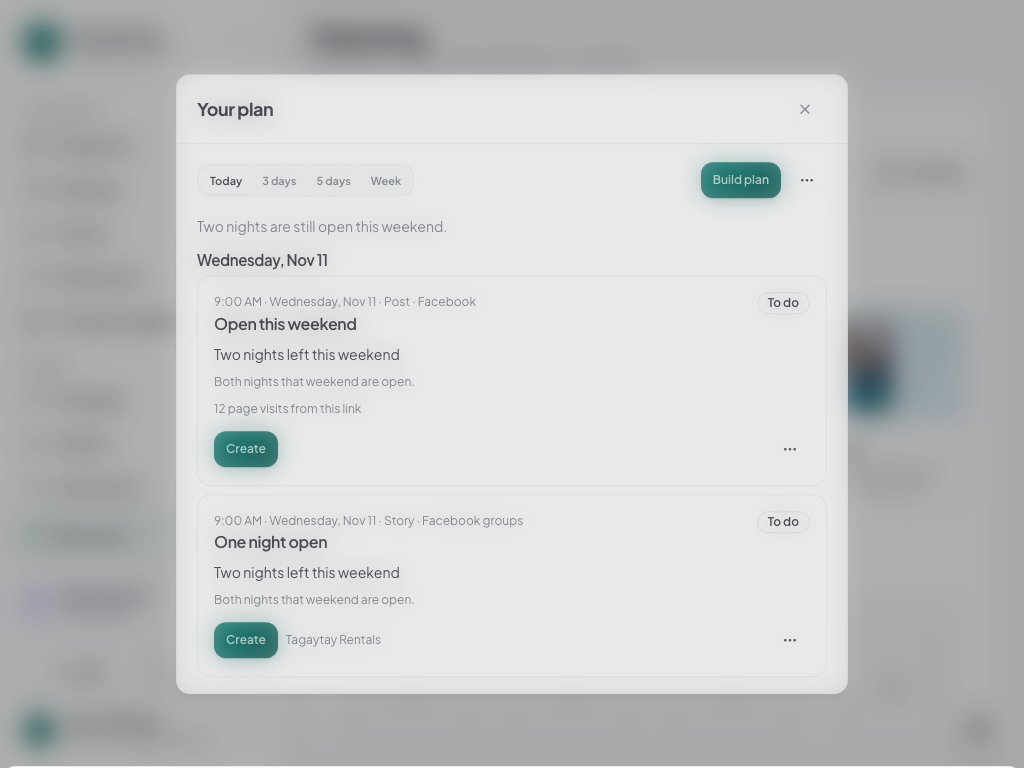 Your plan
Today 3 days 5 days Week
Build plan
Two nights are still open this weekend.
Wednesday, Nov 11
9:00 AM · Wednesday, Nov 11 · Post · Facebook
To do
Open this weekend
Two nights left this weekend
Both nights that weekend are open.
12 page visits from this link
Create
9:00 AM · Wednesday, Nov 11 · Story · Facebook groups
To do
One night open
Two nights left this weekend
Both nights that weekend are open.
Create Tagaytay Rentals